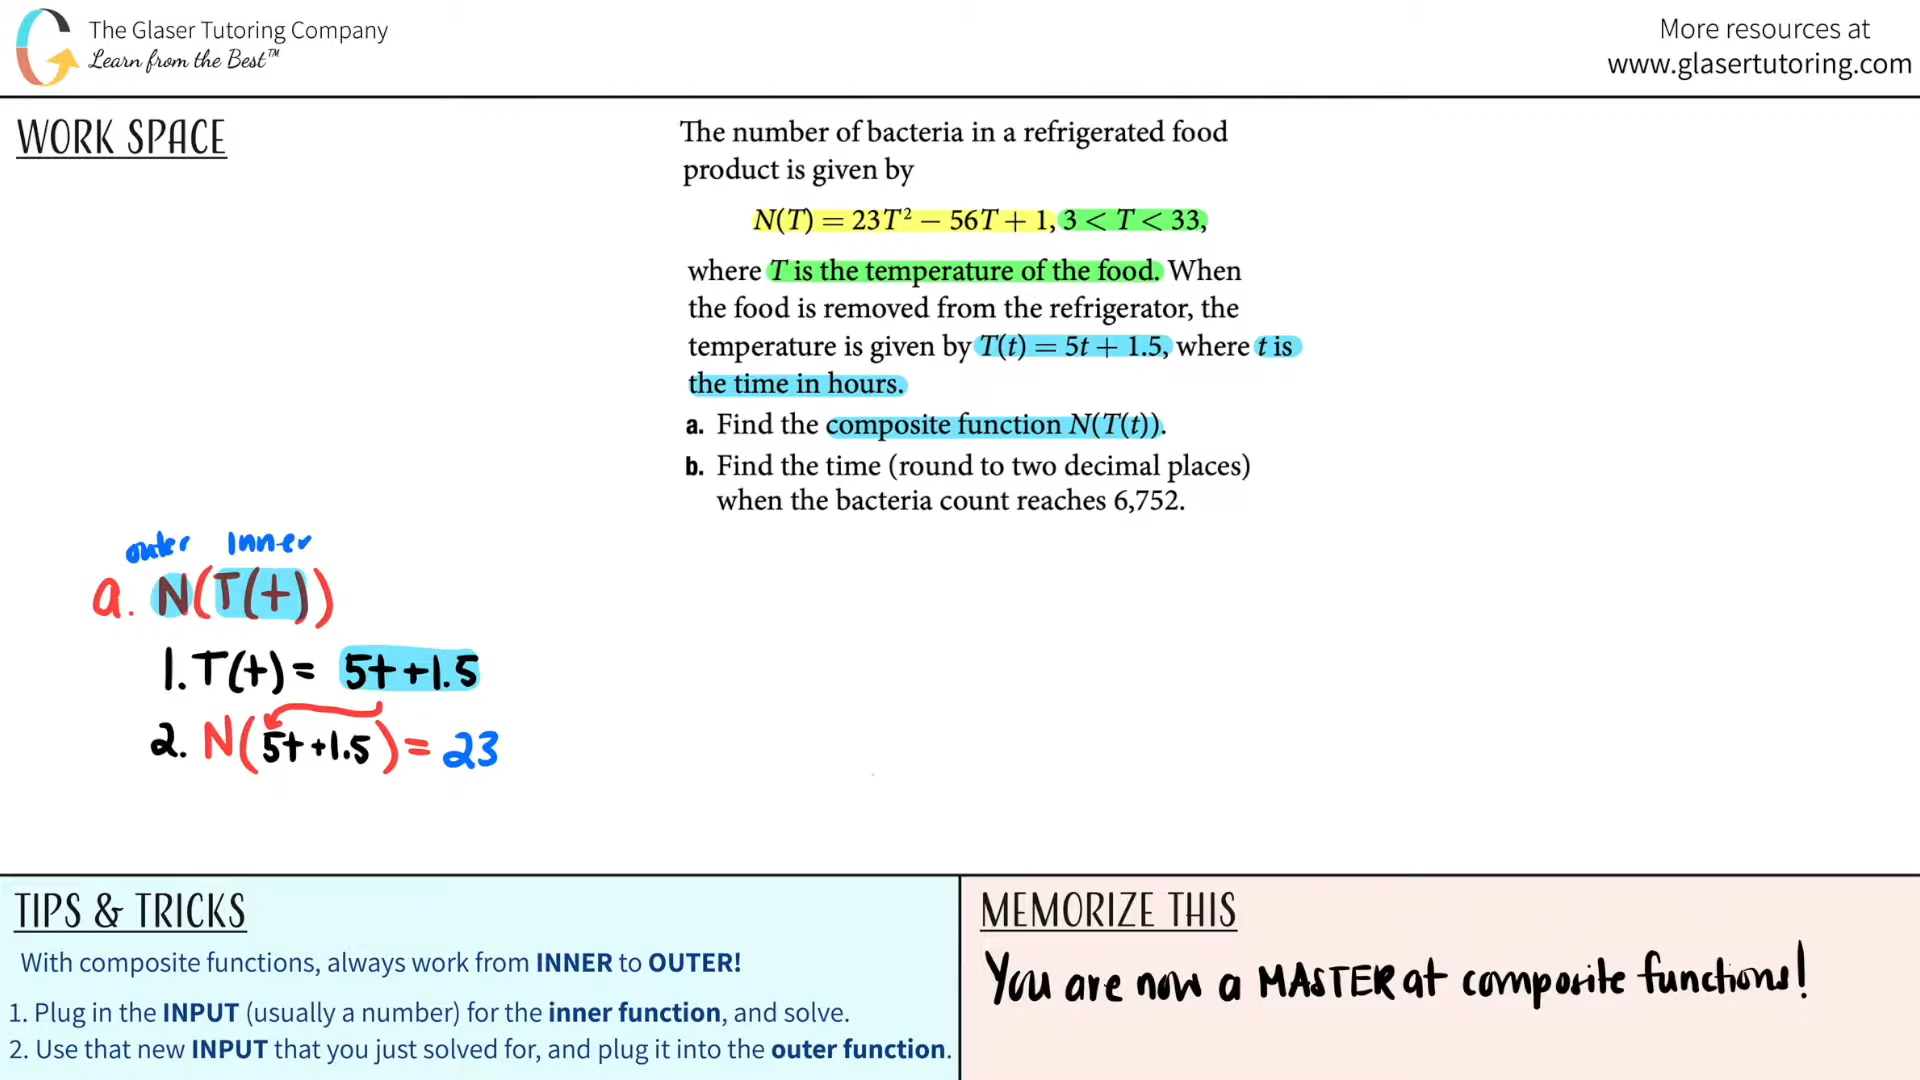 The Glaser Tutoring Company
Learn from the Best™
More resources at
www.glasertutoring.com
WORK SPACE
The number of bacteria in a refrigerated food
product is given by
N(T) = 23T² − 56T + 1, 3 < T < 33,
where T is the temperature of the food. When
the food is removed from the refrigerator, the
temperature is given by T(t) = 5t + 1.5, where t is
the time in hours.
a. Find the composite function N(T(t)).
b. Find the time (round to two decimal places)
when the bacteria count reaches 6,752.
outer inner
a. N(T(t))
1. T(t) = 5t+1.5
2. N(5t+1.5) = 23
TIPS & TRICKS
With composite functions, always work from INNER to OUTER!
1. Plug in the INPUT (usually a number) for the inner function, and solve.
2. Use that new INPUT that you just solved for, and plug it into the outer function.
MEMORIZE THIS
You are now a MASTER at composite functions!